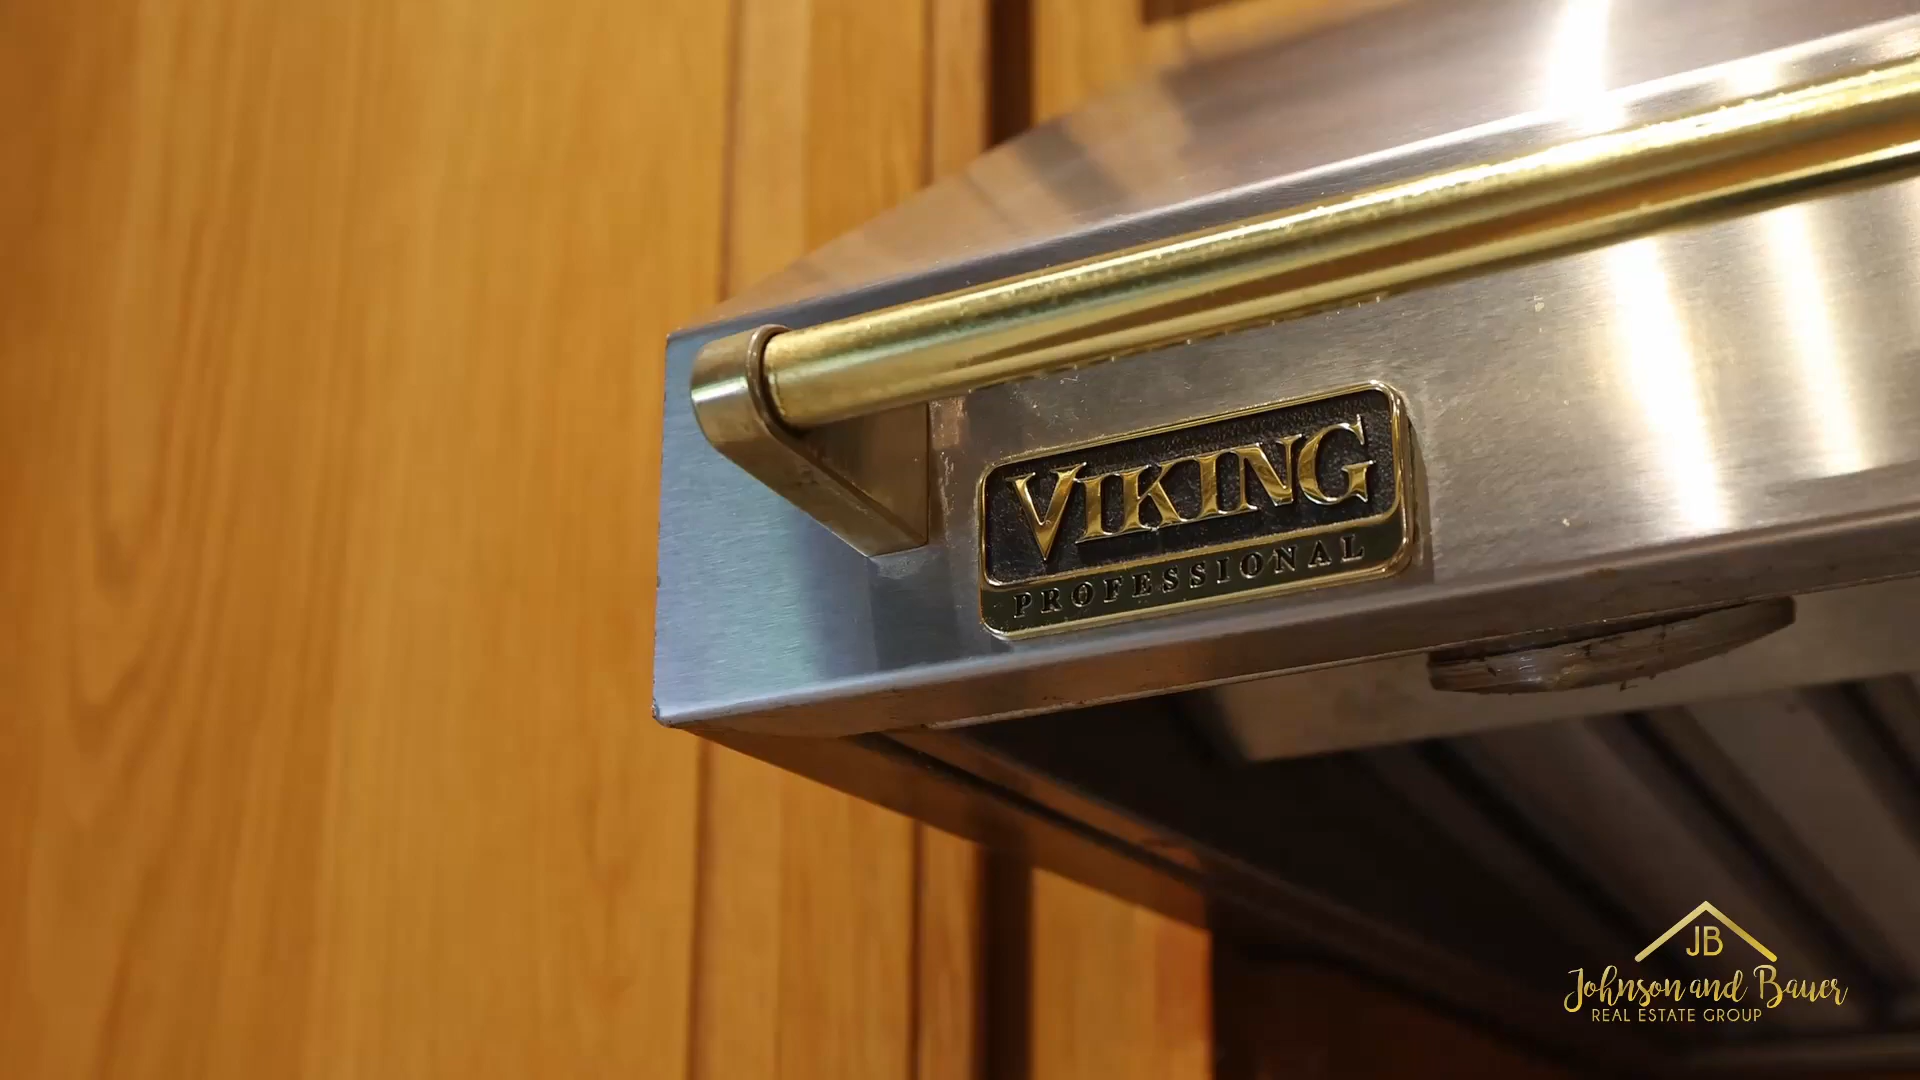 VIKING
PROFESSIONAL
JB
Johnson and Bauer
REAL ESTATE GROUP